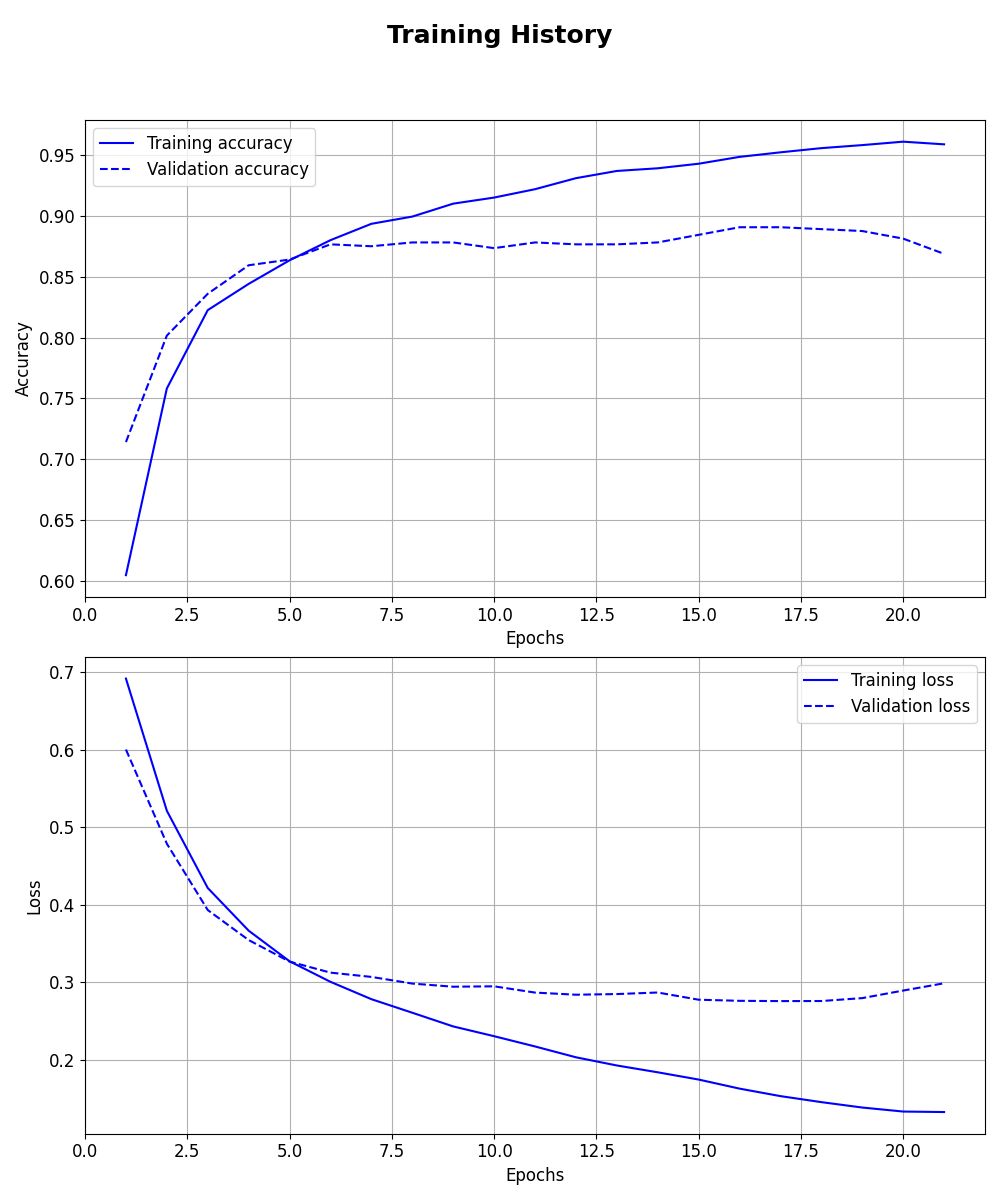 Training History
Training accuracy
Validation accuracy
0.95
0.90
0.85
0.80
0.75
0.70
0.65
0.60
Accuracy
0.0 2.5 5.0 7.5 10.0 12.5 15.0 17.5 20.0
Epochs
Training loss
Validation loss
0.7
0.6
0.5
0.4
0.3
0.2
Loss
0.0 2.5 5.0 7.5 10.0 12.5 15.0 17.5 20.0
Epochs